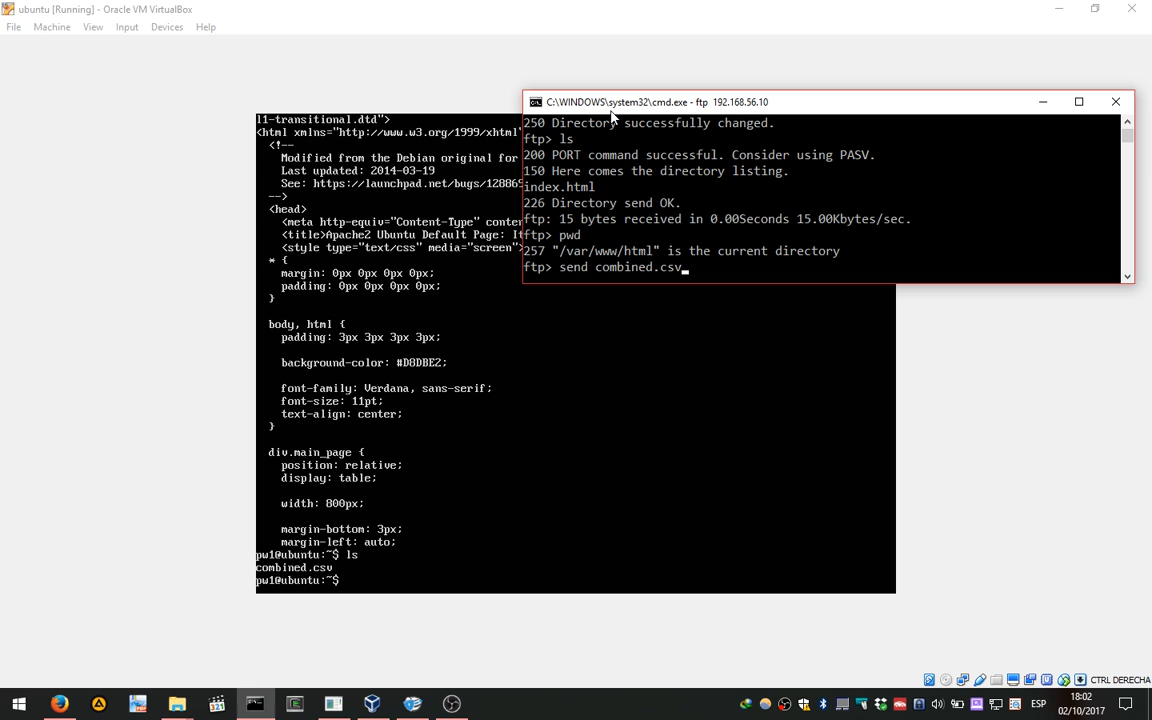 ubuntu [Running] - Oracle VM VirtualBox
File Machine View Input Devices Help
C:\WINDOWS\system32\cmd.exe - ftp 192.168.56.10
250 Directory successfully changed.
ftp> ls
200 PORT command successful. Consider using PASV.
150 Here comes the directory listing.
index.html
226 Directory send OK.
ftp: 15 bytes received in 0.00Seconds 15.00Kbytes/sec.
ftp> pwd
257 "/var/www/html" is the current directory
ftp> send combined.csv
l1-transitional.dtd">
<html xmlns="http://www.w3.org/1999/xhtml"
<!--
Modified from the Debian original for
Last updated: 2014-03-19
See: https://launchpad.net/bugs/128869
-->
<head>
<meta http-equiv="Content-Type" conten
<title>Apache2 Ubuntu Default Page: It
<style type="text/css" media="screen">
* {
margin: 0px 0px 0px 0px;
padding: 0px 0px 0px 0px;
}
body, html {
padding: 3px 3px 3px 3px;
background-color: #D8DBE2;
font-family: Verdana, sans-serif;
font-size: 11pt;
text-align: center;
}
div.main_page {
position: relative;
display: table;
width: 800px;
margin-bottom: 3px;
margin-left: auto;
pw1@ubuntu:~$ ls
combined.csv
pw1@ubuntu:~$
CTRL DERECHA
ESP
18:02
02/10/2017